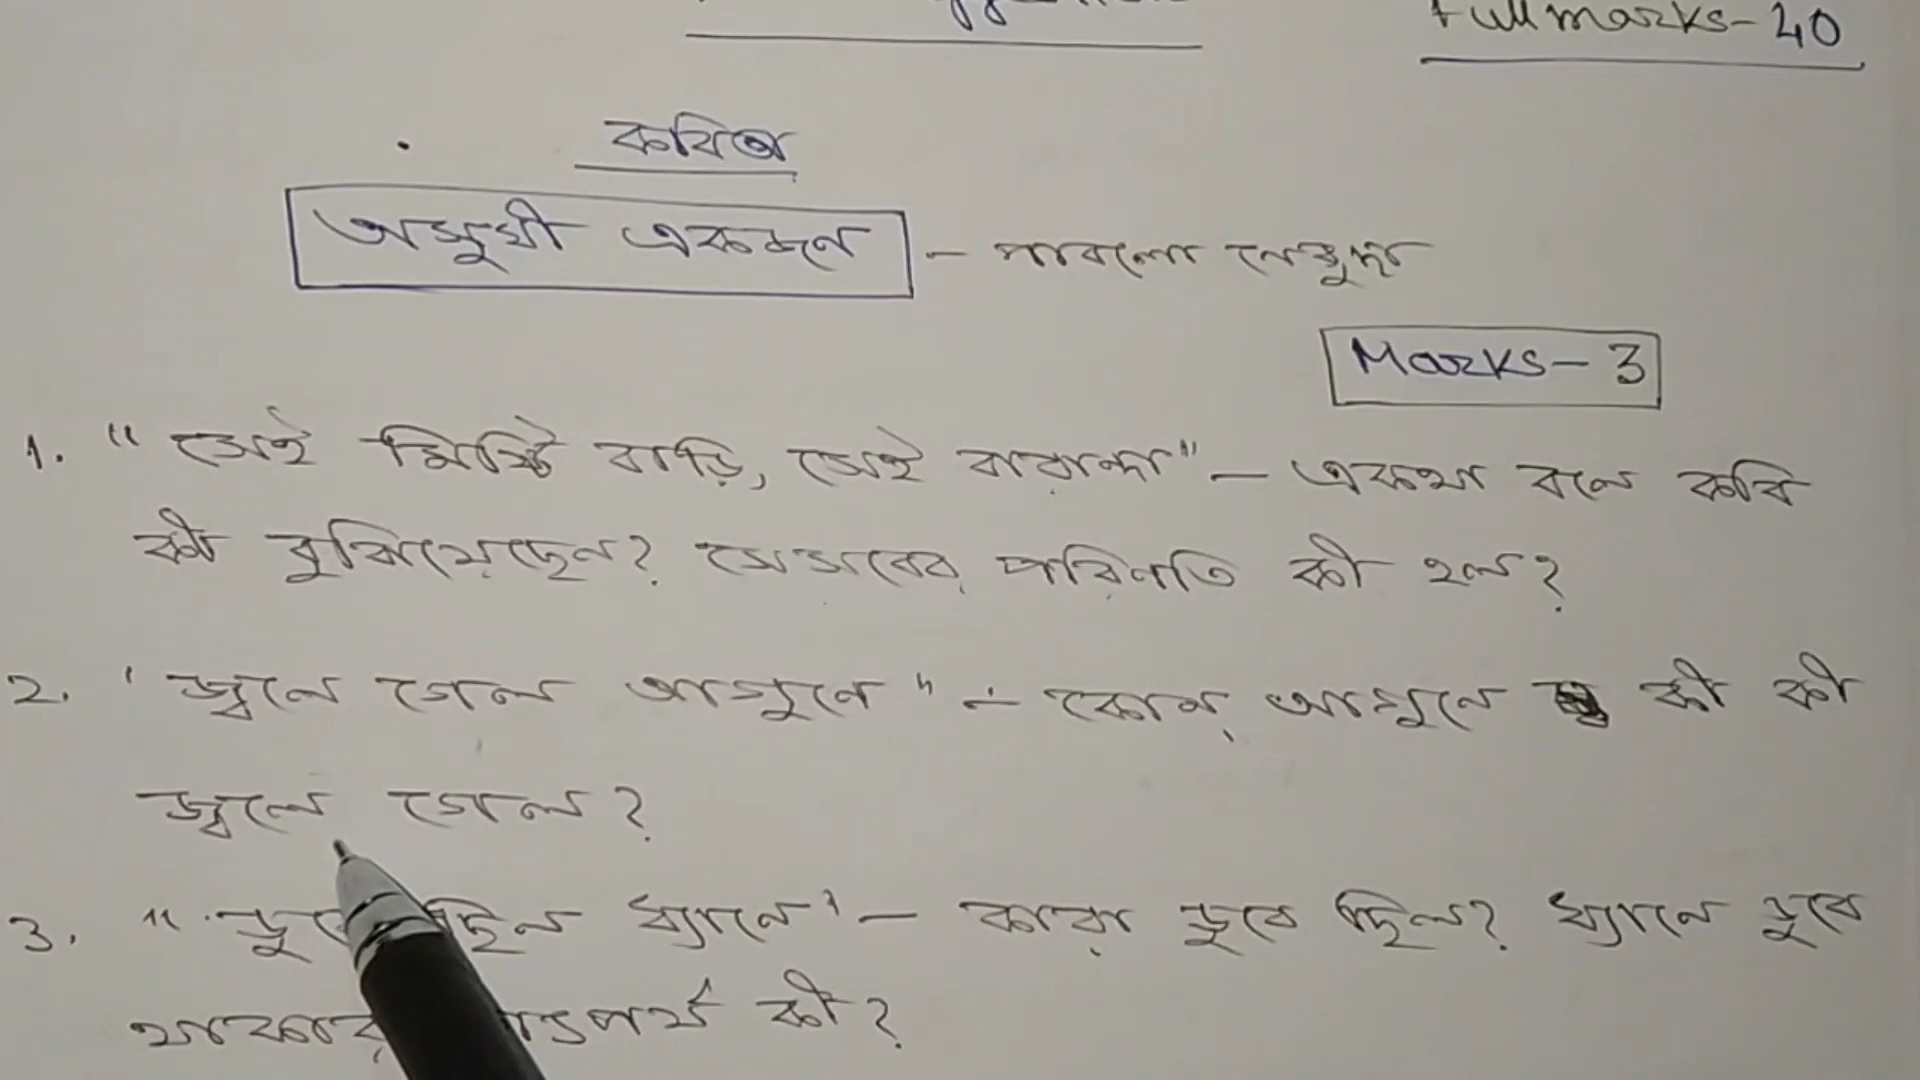 Full marks-40
কবিতা
অসুখী একজন - পাবলো নেরুদা
Marks-3
1. "সেই মিষ্টি বাড়ি, সেই বারান্দা" - একথা বলে কবি
কী বুঝিয়েছেন? সেসবের পরিণতি কী হল?
2. 'জ্বলে গেল আগুনে" - কোন্ আগুনে কী কী
জ্বলে গেল?
3. " ছিল ধ্যানে' - কারা ডুবে ছিল? ধ্যানে ডুবে
থাকার কী?